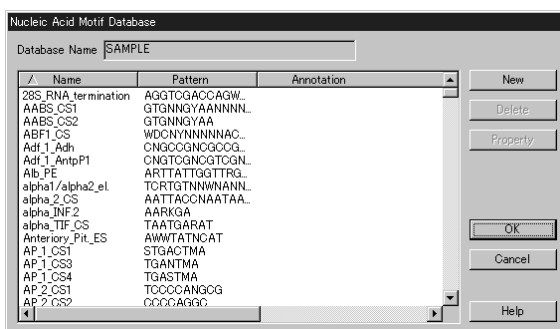 Nucleic Acid Motif Database
Database Name SAMPLE
Name Pattern Annotation
28S_RNA_termination AGGTCGACCAGW...
AABS_CS1 GTGNNGYAANNNN...
AABS_CS2 GTGNNGYAA
ABF1_CS WDCNYNNNNNAC...
Adf_1_Adh CNGCCGNCGCCG...
Adf_1_AntpP1 CNGTCGNCGTCGN...
Alb_PE ARTTATTGGTTRG...
alpha1/alpha2_el. TCRTGTNNWNANN...
alpha_2_CS AATTACCNAATAA...
alpha_INF.2 AARKGA
alpha_TIF_CS TAATGARAT
Anteriory_Pit_ES AWWTATNCAT
AP_1_CS1 STGACTMA
AP_1_CS3 TGANTMA
AP_1_CS4 TGASTMA
AP_2_CS1 TCCCCANGCG
AP_2_CS2 CCCCAGGC
New
Delete
Property
OK
Cancel
Help